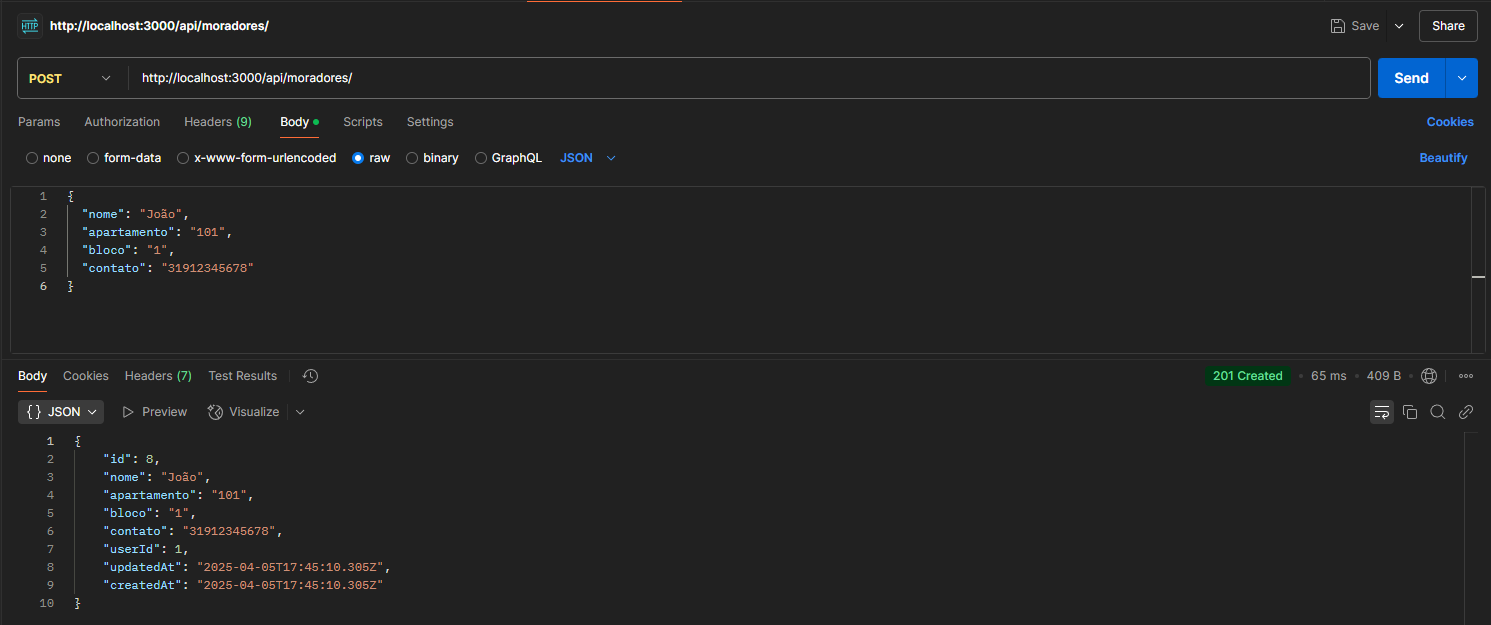 HTTP http://localhost:3000/api/moradores/ Save Share
POST http://localhost:3000/api/moradores/ Send
Params Authorization Headers (9) Body Scripts Settings Cookies
none form-data x-www-form-urlencoded raw binary GraphQL JSON Beautify
1 {
2 "nome": "João",
3 "apartamento": "101",
4 "bloco": "1",
5 "contato": "31912345678"
6 }
Body Cookies Headers (7) Test Results 201 Created • 65 ms • 409 B •
{} JSON Preview Visualize
1 {
2 "id": 8,
3 "nome": "João",
4 "apartamento": "101",
5 "bloco": "1",
6 "contato": "31912345678",
7 "userId": 1,
8 "updatedAt": "2025-04-05T17:45:10.305Z",
9 "createdAt": "2025-04-05T17:45:10.305Z"
10 }